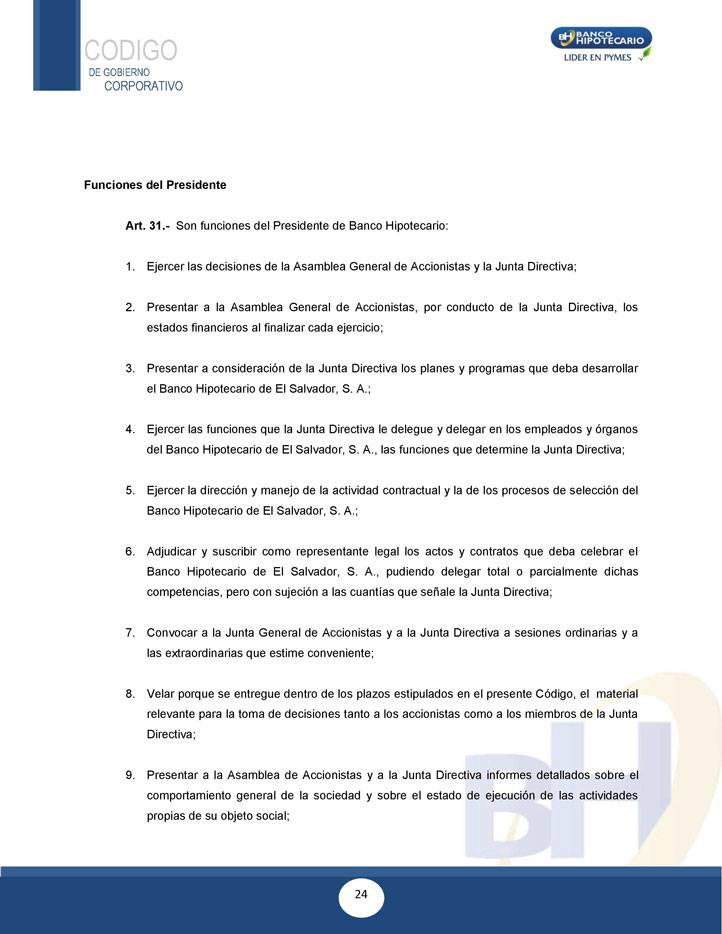 CODIGO
DE GOBIERNO
CORPORATIVO
BH BANCO
HIPOTECARIO
LIDER EN PYMES
Funciones del Presidente
Art. 31.- Son funciones del Presidente de Banco Hipotecario:
1. Ejercer las decisiones de la Asamblea General de Accionistas y la Junta Directiva;
2. Presentar a la Asamblea General de Accionistas, por conducto de la Junta Directiva, los
estados financieros al finalizar cada ejercicio;
3. Presentar a consideración de la Junta Directiva los planes y programas que deba desarrollar
el Banco Hipotecario de El Salvador, S. A.;
4. Ejercer las funciones que la Junta Directiva le delegue y delegar en los empleados y órganos
del Banco Hipotecario de El Salvador, S. A., las funciones que determine la Junta Directiva;
5. Ejercer la dirección y manejo de la actividad contractual y la de los procesos de selección del
Banco Hipotecario de El Salvador, S. A.;
6. Adjudicar y suscribir como representante legal los actos y contratos que deba celebrar el
Banco Hipotecario de El Salvador, S. A., pudiendo delegar total o parcialmente dichas
competencias, pero con sujeción a las cuantías que señale la Junta Directiva;
7. Convocar a la Junta General de Accionistas y a la Junta Directiva a sesiones ordinarias y a
las extraordinarias que estime conveniente;
8. Velar porque se entregue dentro de los plazos estipulados en el presente Código, el material
relevante para la toma de decisiones tanto a los accionistas como a los miembros de la Junta
Directiva;
9. Presentar a la Asamblea de Accionistas y a la Junta Directiva informes detallados sobre el
comportamiento general de la sociedad y sobre el estado de ejecución de las actividades
propias de su objeto social;
BH
24